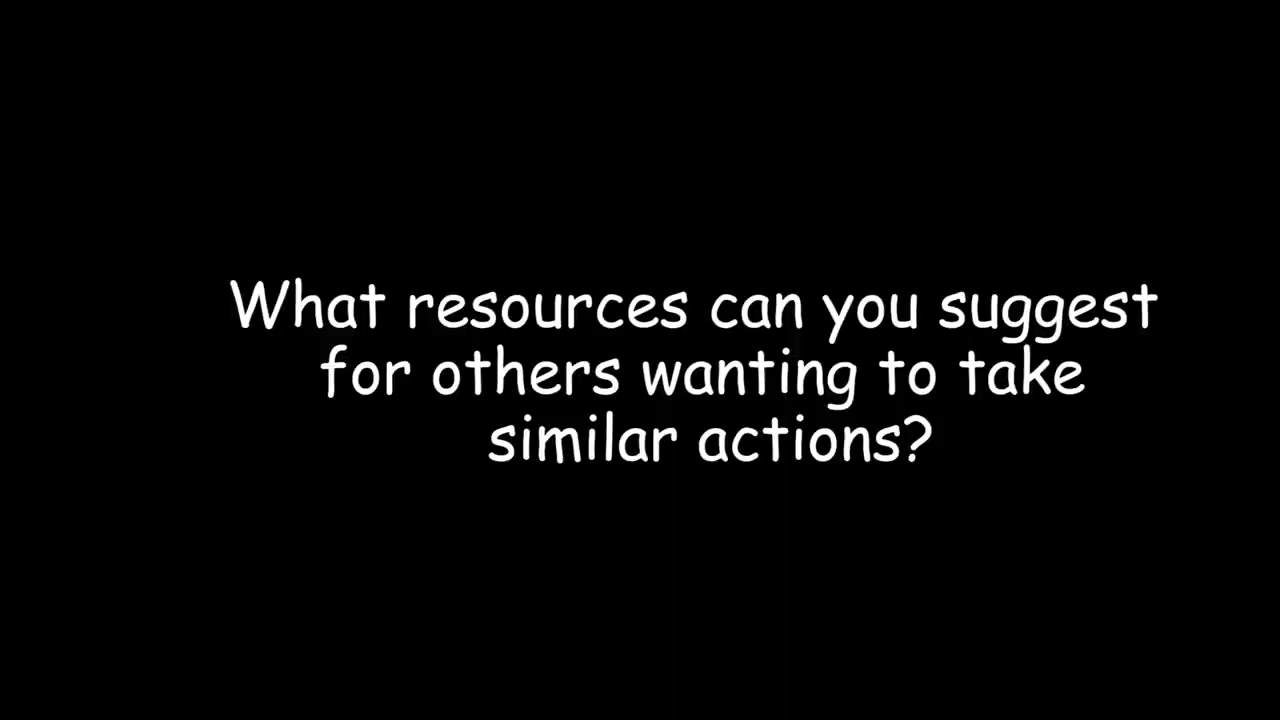 What resources can you suggest
for others wanting to take
similar actions?